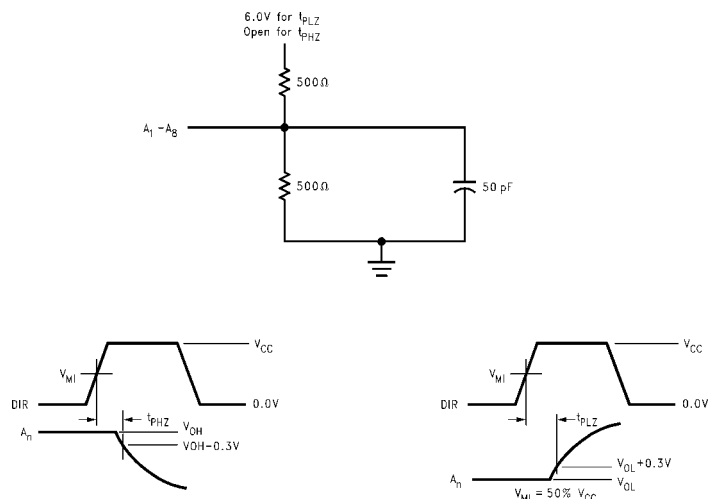 6.0V for tPLZ
Open for tPHZ
500Ω
A1 – A8
500Ω
50 pF
VCC
VMI
DIR
0.0V
tPHZ
An
VOH
VOH–0.3V
VCC
VMI
DIR
0.0V
tPLZ
VOL+0.3V
An
VOL
VMI = 50% VCC